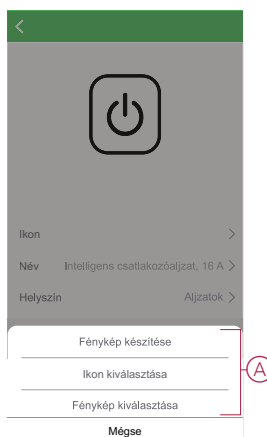 Ikon
Név Intelligens csatlakozóaljzat, 16 A
Helyszín Aljzatok
Fénykép készítése
Ikon kiválasztása
A
Fénykép kiválasztása
Mégse